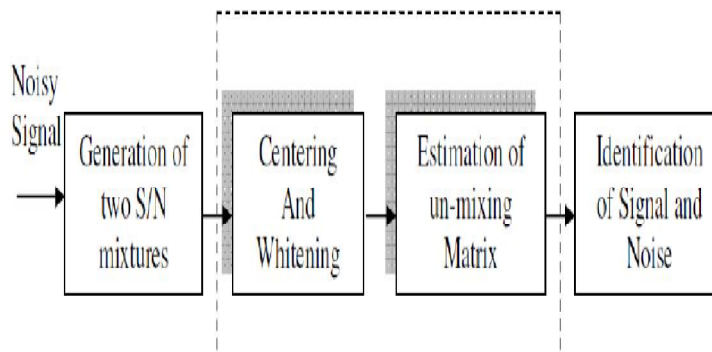 Noisy
Signal
Generation of
two S/N
mixtures
Centering
And
Whitening
Estimation of
un-mixing
Matrix
Identification
of Signal and
Noise